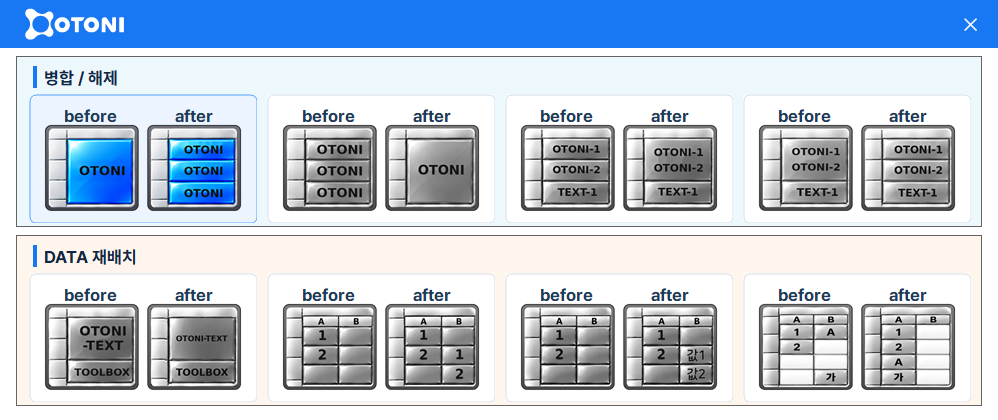 OTONI
병합 / 해제
before after before after before after before after
OTONI
OTONI
OTONI
OTONI
OTONI
OTONI
OTONI
OTONI
OTONI-1
OTONI-2
TEXT-1
OTONI-1
OTONI-2
TEXT-1
OTONI-1
OTONI-2
TEXT-1
OTONI-1
OTONI-2
TEXT-1
DATA 재배치
before after before after before after before after
OTONI
-TEXT
TOOLBOX
OTONI-TEXT
TOOLBOX
A B
1
2
A B
1
2 1
2
A B
1
2
A B
1
2 값1
값2
A B
1 A
2
가
A B
1
2
A
가